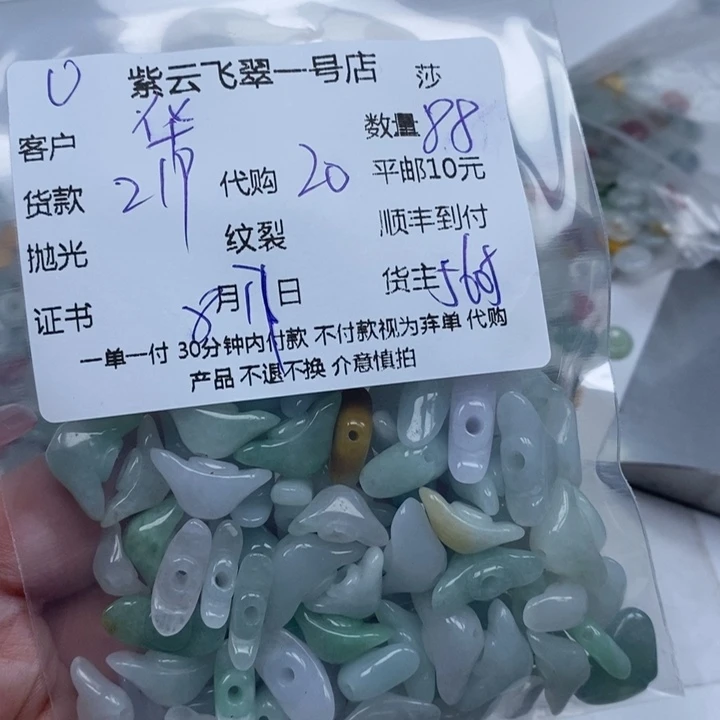 紫云飞翠一号店 莎
客户 华 数量 88
货款 代购 20 平邮10元
抛光 纹裂 顺丰到付
证书 8月 日 货主 565
一单一付 30分钟内付款 不付款视为弃单 代购
产品 不退不换 介意慎拍